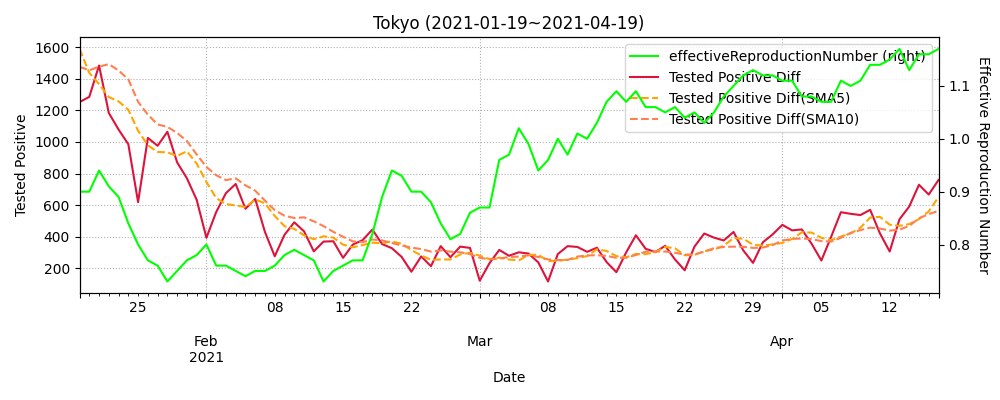 Tokyo (2021-01-19~2021-04-19)
effectiveReproductionNumber (right)
Tested Positive Diff
Tested Positive Diff(SMA5)
Tested Positive Diff(SMA10)
Tested Positive
1600
1400
1200
1000
800
600
400
200
1.1
1.0
0.9
0.8
Effective Reproduction Number
25 08 15 22 08 15 22 29 05 12
Feb Mar Apr
2021
Date